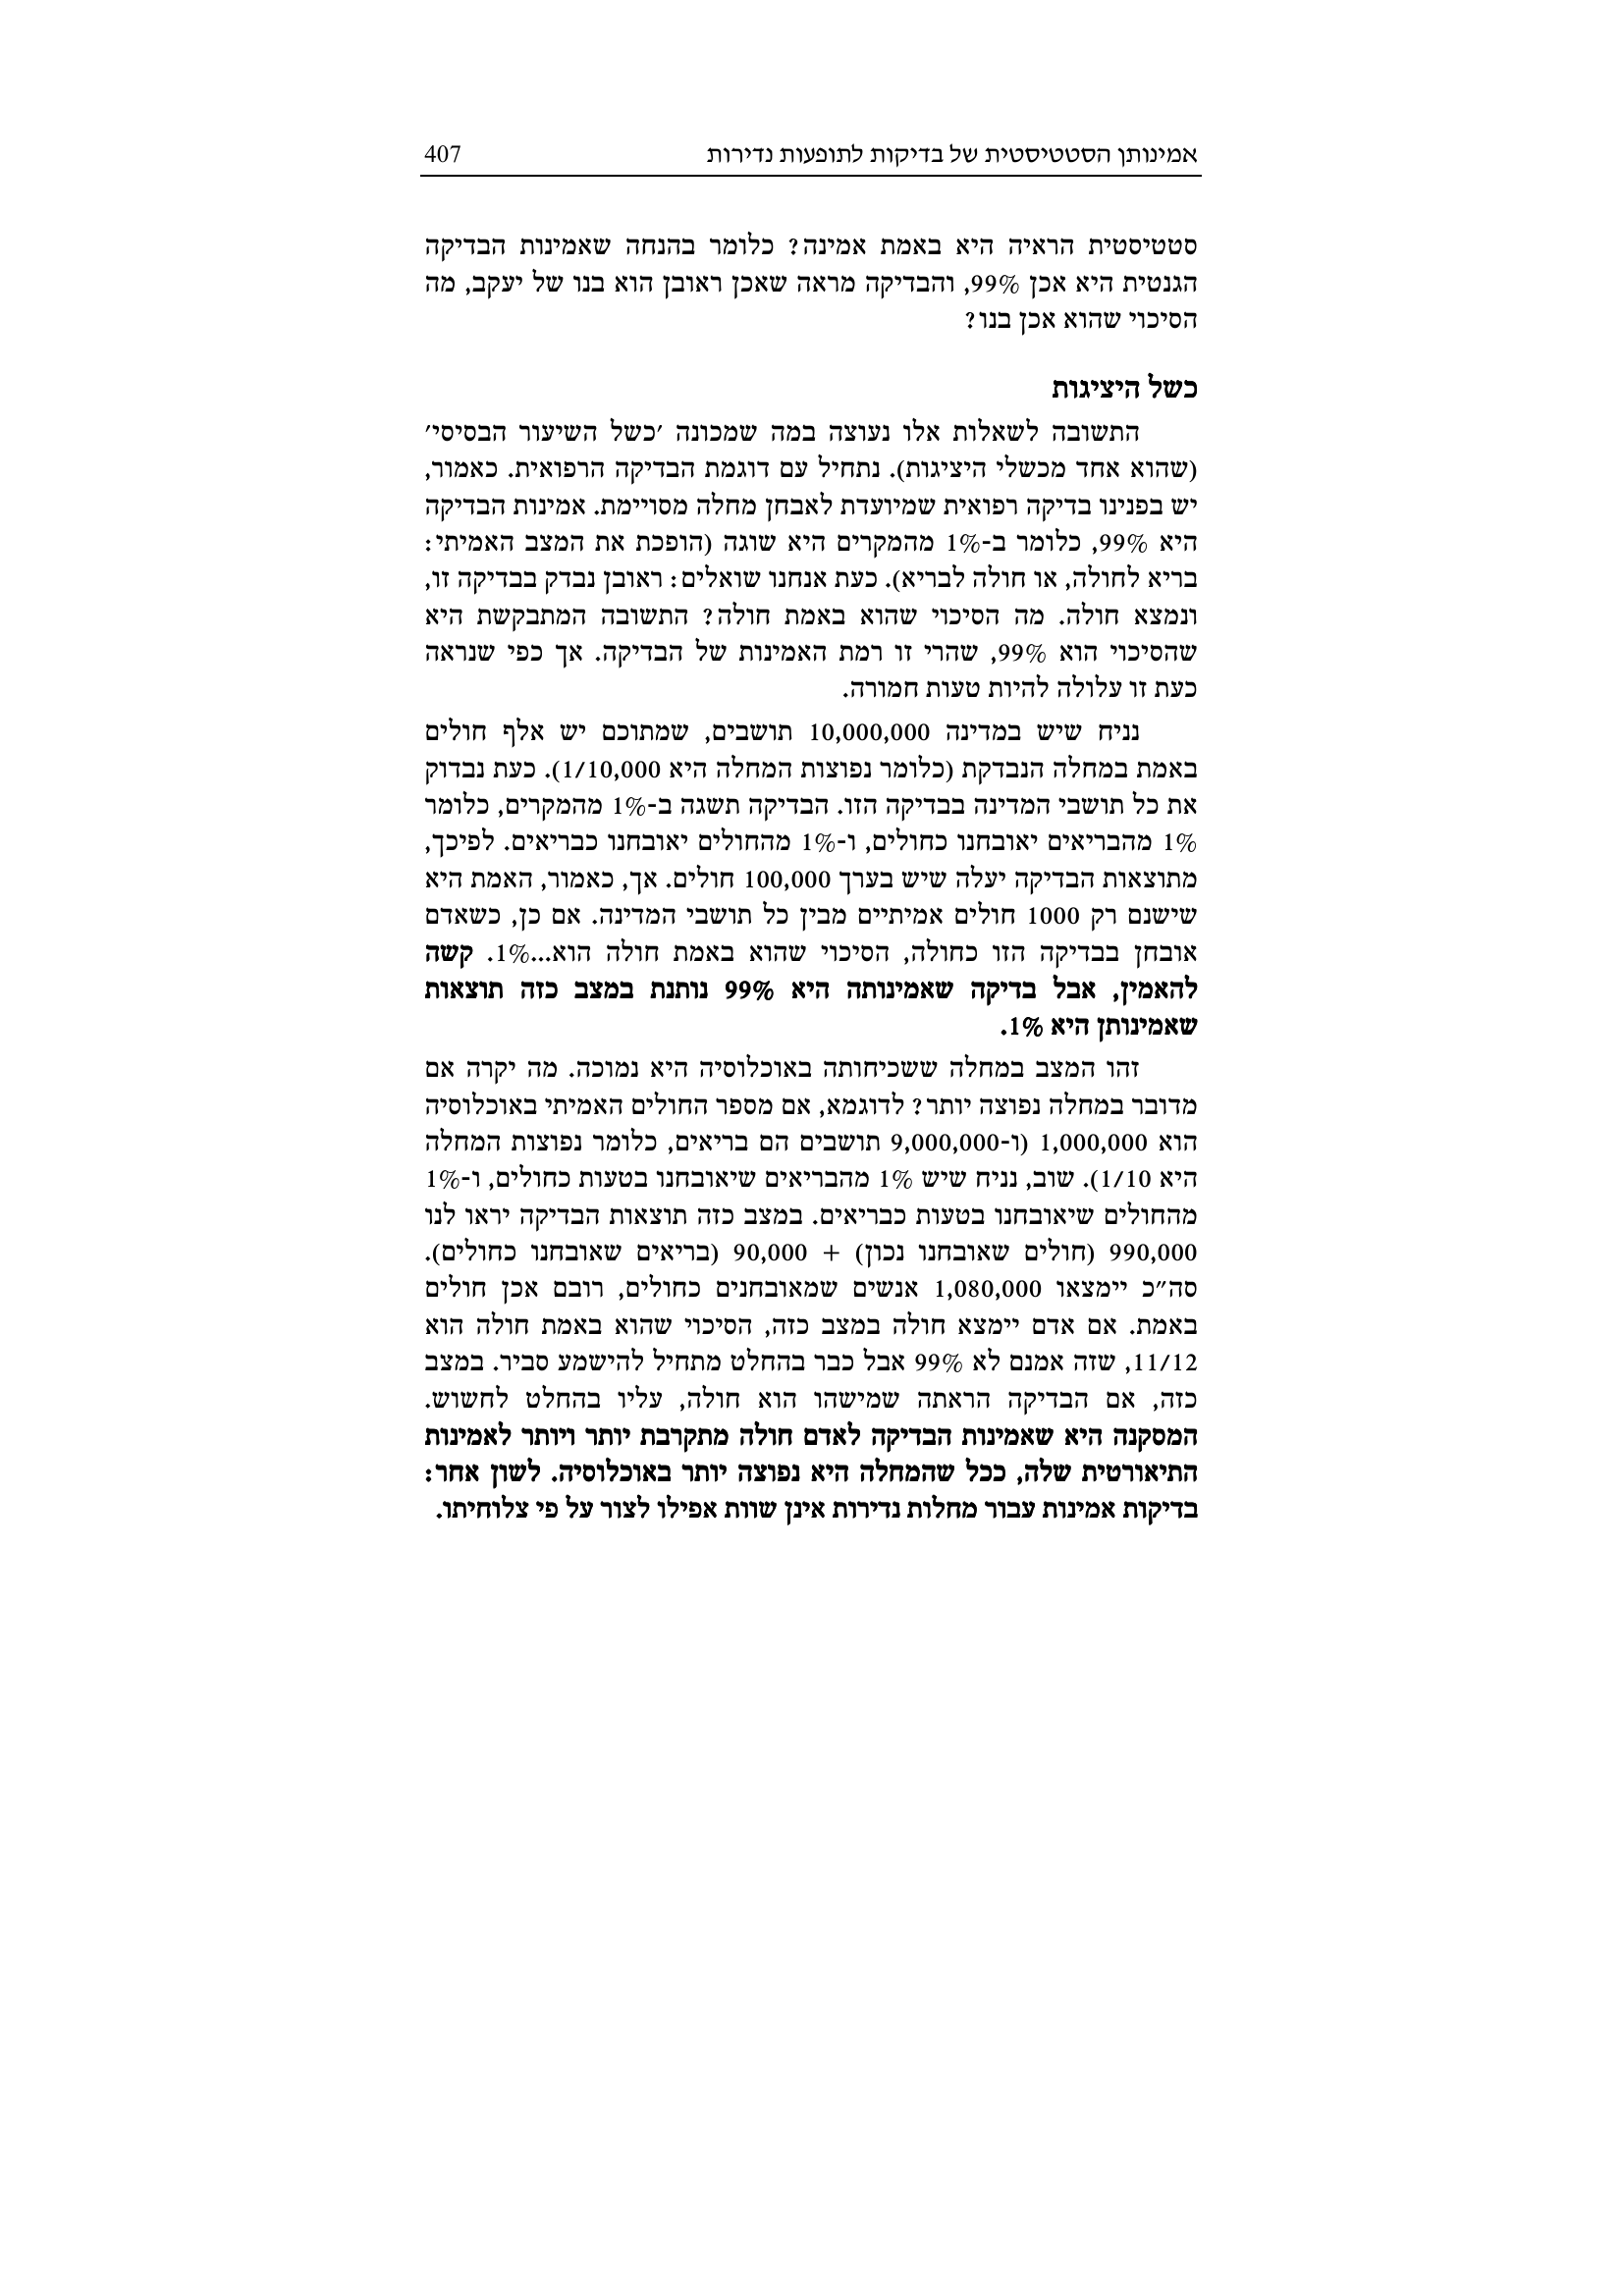 אמינותן הסטטיסטית של בדיקות לתופעות נדירות 407
סטטיסטית הראיה היא באמת אמינה? כלומר בהנחה שאמינות הבדיקה
הגנטית היא אכן 99%, והבדיקה מראה שאכן ראובן הוא בנו של יעקב, מה
הסיכוי שהוא אכן בנו?
כשל היציגות
התשובה לשאלות אלו נעוצה במה שמכונה 'כשל השיעור הבסיסי'
(שהוא אחד מכשלי היציגות). נתחיל עם דוגמת הבדיקה הרפואית. כאמור,
יש בפנינו בדיקה רפואית שמיועדת לאבחן מחלה מסויימת. אמינות הבדיקה
היא 99%, כלומר ב-1% מהמקרים היא שוגה (הופכת את המצב האמיתי:
בריא לחולה, או חולה לבריא). כעת אנחנו שואלים: ראובן נבדק בבדיקה זו,
ונמצא חולה. מה הסיכוי שהוא באמת חולה? התשובה המתבקשת היא
שהסיכוי הוא 99%, שהרי זו רמת האמינות של הבדיקה. אך כפי שנראה
כעת זו עלולה להיות טעות חמורה.
נניח שיש במדינה 10,000,000 תושבים, שמתוכם יש אלף חולים
באמת במחלה הנבדקת (כלומר נפוצות המחלה היא 1/10,000). כעת נבדוק
את כל תושבי המדינה בבדיקה הזו. הבדיקה תשגה ב-1% מהמקרים, כלומר
1% מהבריאים יאובחנו כחולים, ו-1% מהחולים יאובחנו כבריאים. לפיכך,
מתוצאות הבדיקה יעלה שיש בערך 100,000 חולים. אך, כאמור, האמת היא
שישנם רק 1000 חולים אמיתיים מבין כל תושבי המדינה. אם כן, כשאדם
אובחן בבדיקה הזו כחולה, הסיכוי שהוא באמת חולה הוא...1%. קשה
להאמין, אבל בדיקה שאמינותה היא 99% נותנת במצב כזה תוצאות
שאמינותן היא 1%.
זהו המצב במחלה ששכיחותה באוכלוסיה היא נמוכה. מה יקרה אם
מדובר במחלה נפוצה יותר? לדוגמא, אם מספר החולים האמיתי באוכלוסיה
הוא 1,000,000 (ו-9,000,000 תושבים הם בריאים, כלומר נפוצות המחלה
היא 1/10). שוב, נניח שיש 1% מהבריאים שיאובחנו בטעות כחולים, ו-1%
מהחולים שיאובחנו בטעות כבריאים. במצב כזה תוצאות הבדיקה יראו לנו
990,000 (חולים שאובחנו נכון) + 90,000 (בריאים שאובחנו כחולים).
סה"כ יימצאו 1,080,000 אנשים שמאובחנים כחולים, רובם אכן חולים
באמת. אם אדם יימצא חולה במצב כזה, הסיכוי שהוא באמת חולה הוא
11/12, שזה אמנם לא 99% אבל כבר בהחלט מתחיל להישמע סביר. במצב
כזה, אם הבדיקה הראתה שמישהו הוא חולה, עליו בהחלט לחשוש.
המסקנה היא שאמינות הבדיקה לאדם חולה מתקרבת יותר ויותר לאמינות
התיאורטית שלה, ככל שהמחלה היא נפוצה יותר באוכלוסיה. לשון אחר:
בדיקות אמינות עבור מחלות נדירות אינן שוות אפילו לצור על פי צלוחיתו.